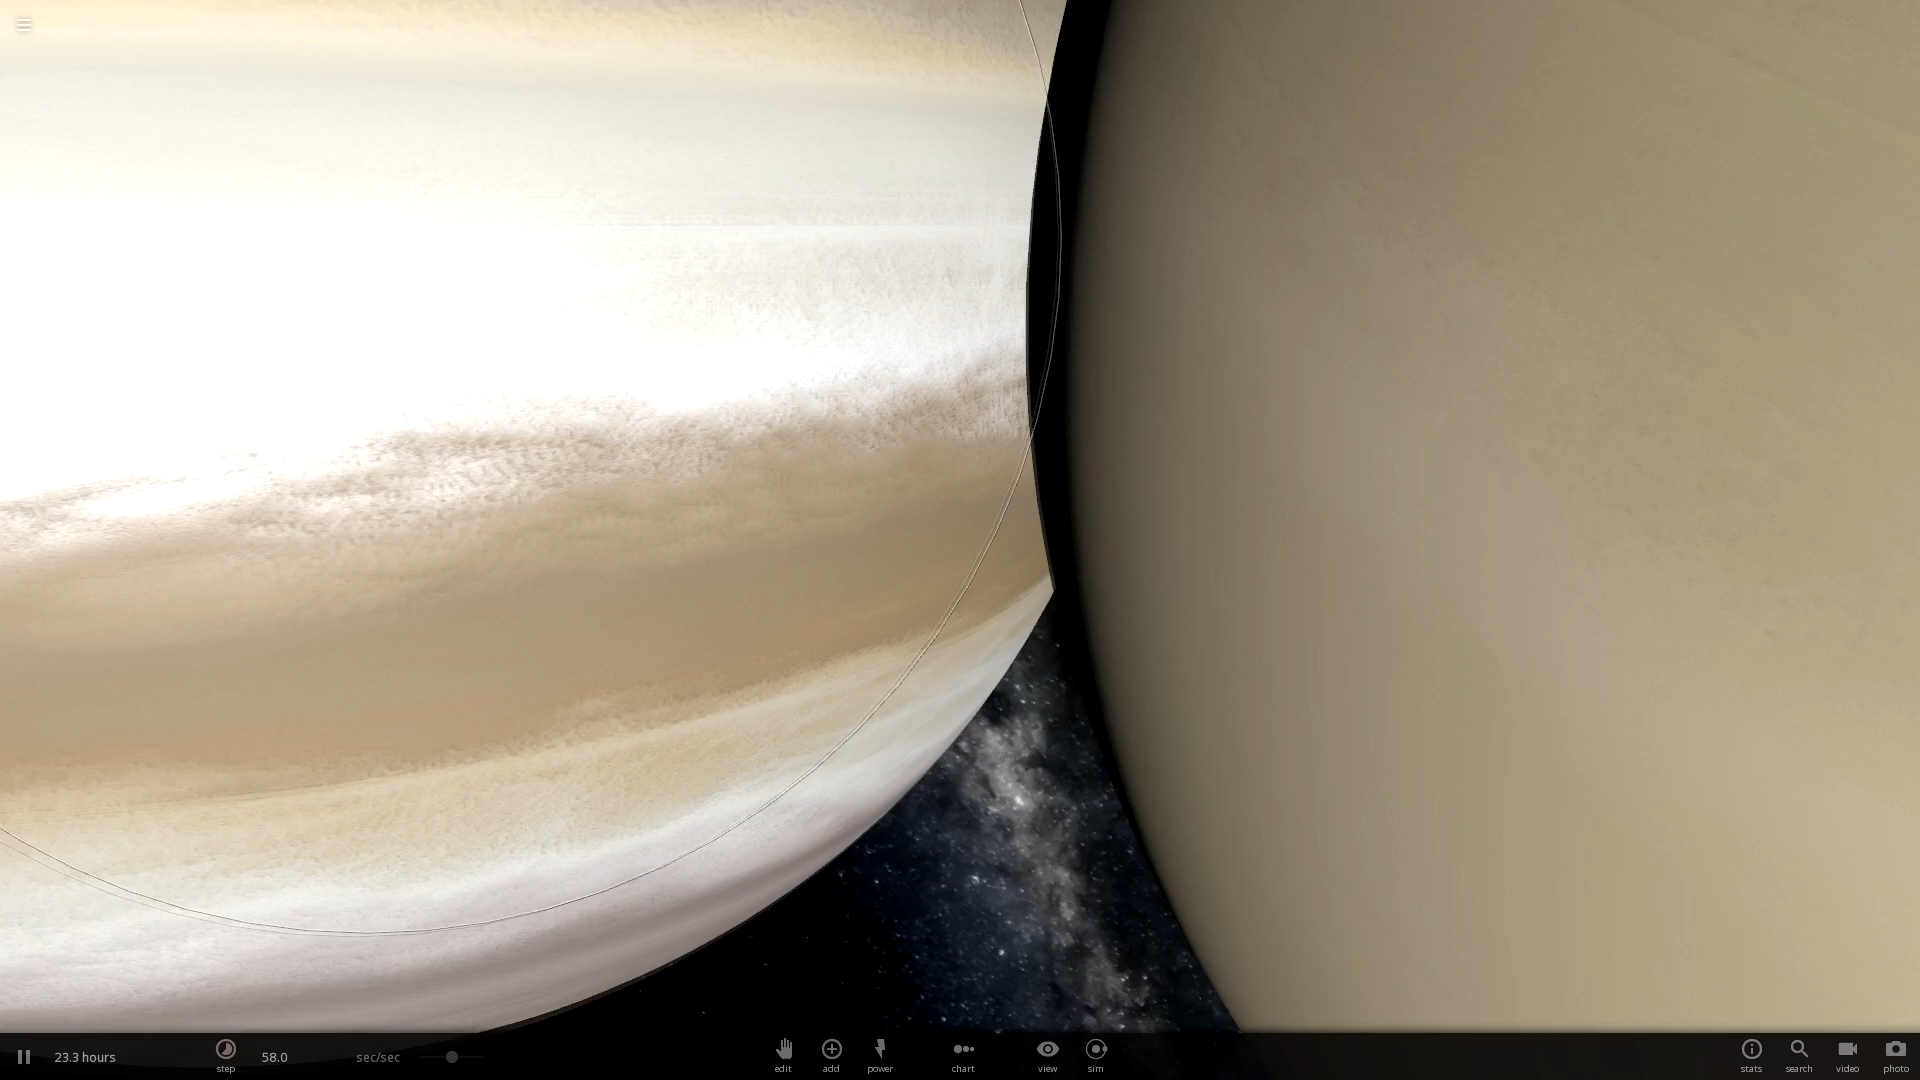 23.3 hours
step
58.0
sec/sec
edit
add
power
chart
view
sim
stats
search
video
photo